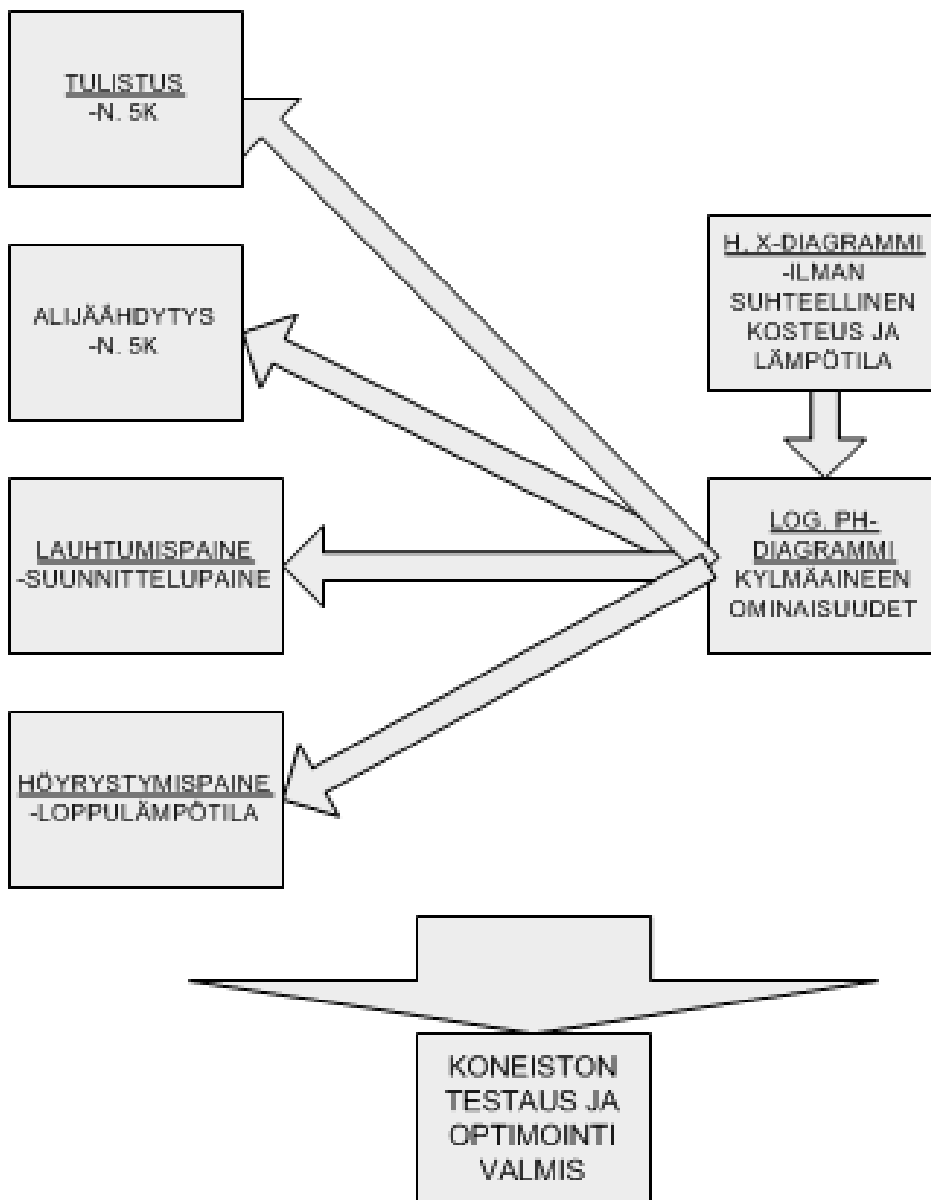 TULISTUS
-N. 5K
ALIJÄÄHDYTYS
-N. 5K
LAUHTUMISPAINE
-SUUNNITTELUPAINE
HÖYRYSTYMISPAINE
-LOPPULÄMPÖTILA
H. X-DIAGRAMMI
-ILMAN
SUHTEELLINEN
KOSTEUS JA
LÄMPÖTILA
LOG. PH-
DIAGRAMMI
KYLMÄAINEEN
OMINAISUUDET
KONEISTON
TESTAUS JA
OPTIMOINTI
VALMIS